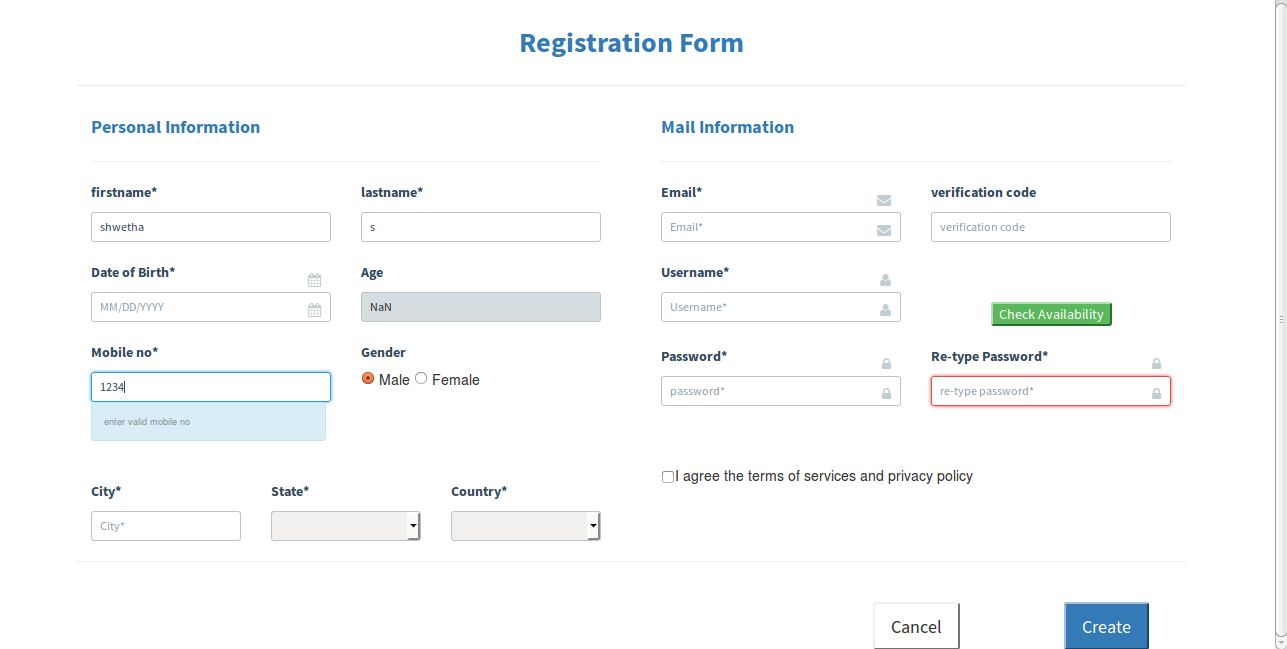 Registration Form
Personal Information
Mail Information
firstname* lastname* Email* verification code
shwetha s Email* verification code
Date of Birth* Age Username*
MM/DD/YYYY NaN Username* Check Availability
Mobile no* Gender Password* Re-type Password*
1234 Male Female password* re-type password*
enter valid mobile no
I agree the terms of services and privacy policy
City* State* Country*
City*
Cancel Create